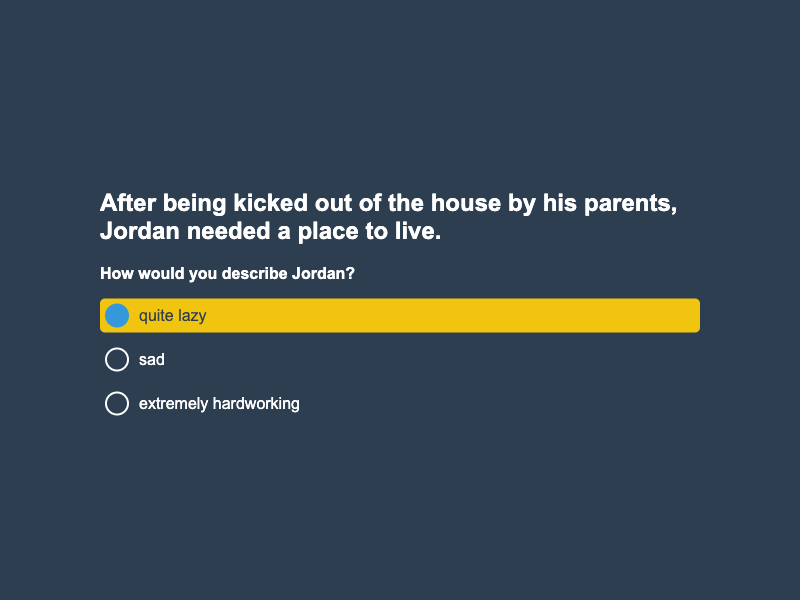 After being kicked out of the house by his parents,
Jordan needed a place to live.
How would you describe Jordan?
quite lazy
sad
extremely hardworking